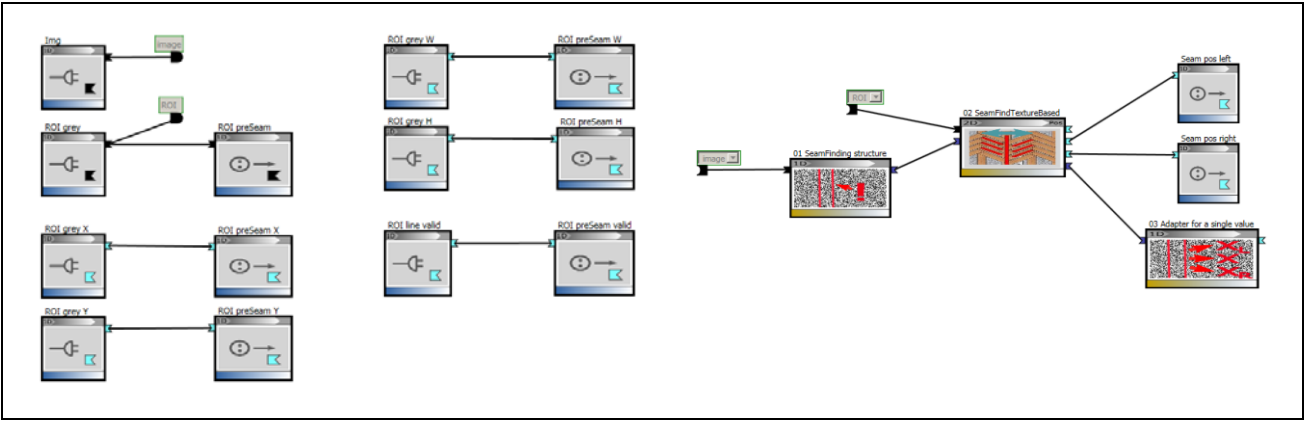 Img
image
ROI
ROI grey
ROI preSeam
ROI grey X
ROI preSeam X
ROI grey Y
ROI preSeam Y
ROI grey W
ROI preSeam W
ROI grey H
ROI preSeam H
ROI line valid
ROI preSeam valid
image
01 SeamFinding structure
ROI
02 SeamFindTextureBased
Pos
Seam pos left
Seam pos right
03 Adapter for a single value